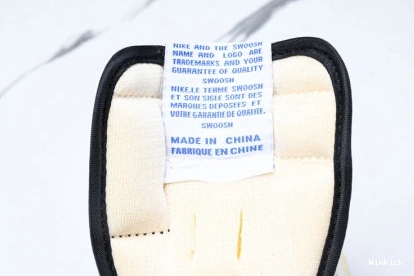 NIKE AND THE SWOOSH
NAME AND LOGO ARE
TRADEMARKS AND YOUR
GUARANTEE OF QUALITY
SWOOSH
NIKE.LE TERME SWOOSH
ET SON SIGLE SONT DES
MARQUES DEPOSEES ET
VOTRE GARANTIE DE QUALITE.
SWOOSH
MADE IN CHINA
FABRIQUE EN CHINE